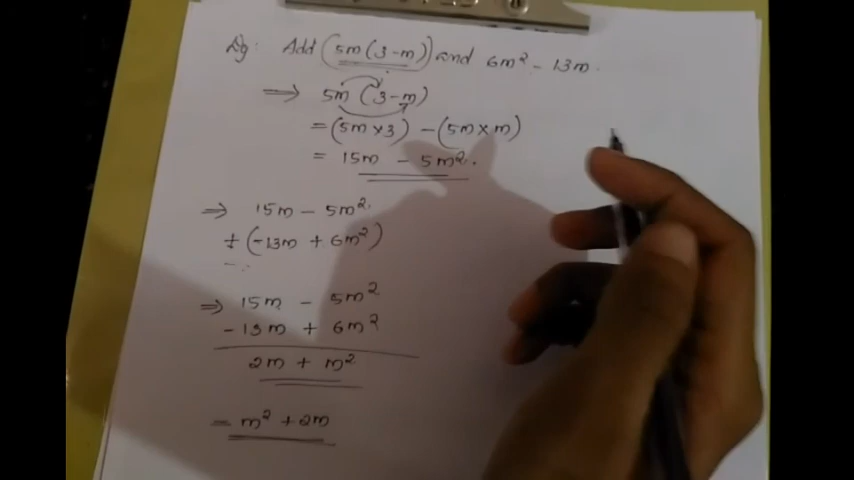 Add (5m(3-m)) and 6m² - 13m.
⇒ 5m (3-m)
= (5m×3) - (5m×m)
= 15m - 5m².
⇒ 15m - 5m².
+ (-13m + 6m²)
⇒ 15m - 5m²
- 13m + 6m²
2m + m²
= m² + 2m